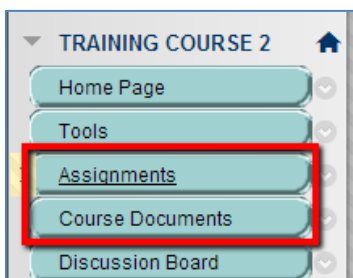 TRAINING COURSE 2
Home Page
Tools
Assignments
Course Documents
Discussion Board